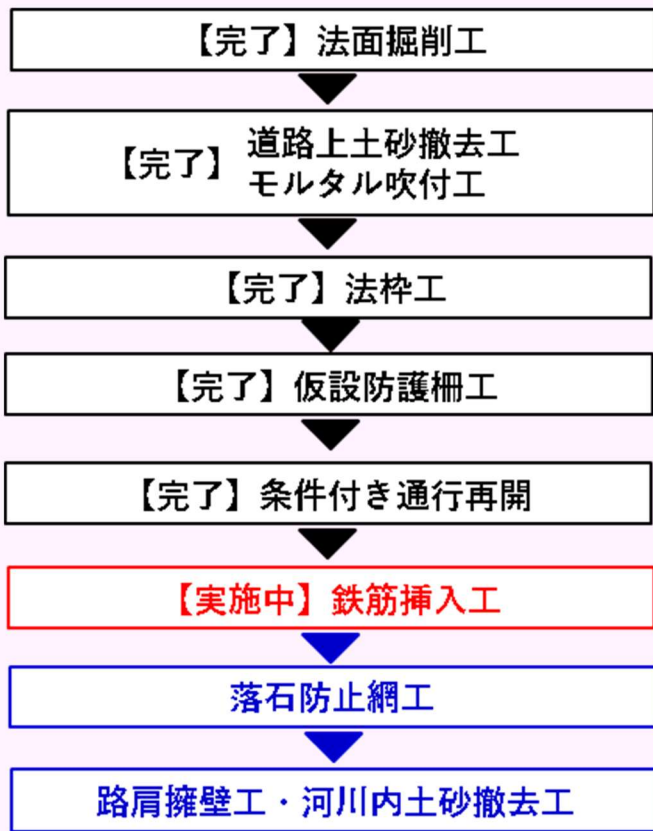 【完了】法面掘削工
【完了】道路上土砂撤去工
モルタル吹付工
【完了】法枠工
【完了】仮設防護柵工
【完了】条件付き通行再開
【実施中】鉄筋挿入工
落石防止網工
路肩擁壁工・河川内土砂撤去工